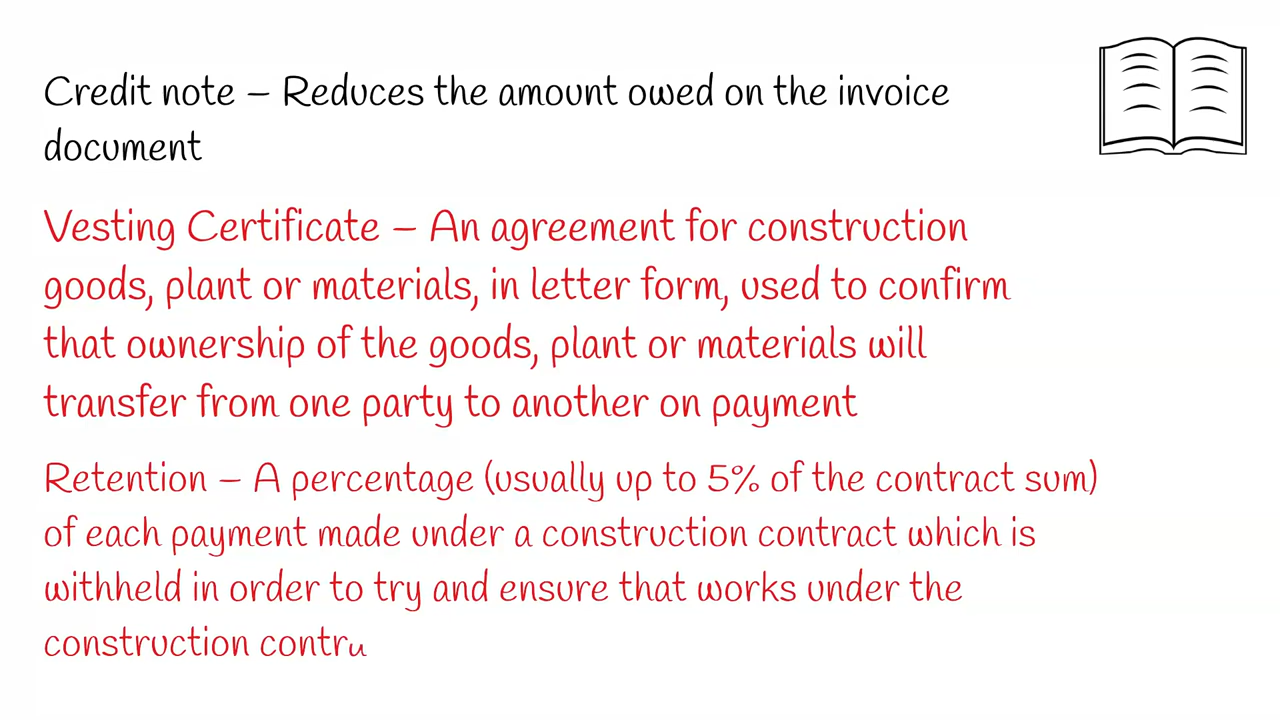 Credit note – Reduces the amount owed on the invoice
document
Vesting Certificate – An agreement for construction
goods, plant or materials, in letter form, used to confirm
that ownership of the goods, plant or materials will
transfer from one party to another on payment
Retention – A percentage (usually up to 5% of the contract sum)
of each payment made under a construction contract which is
withheld in order to try and ensure that works under the
construction contru